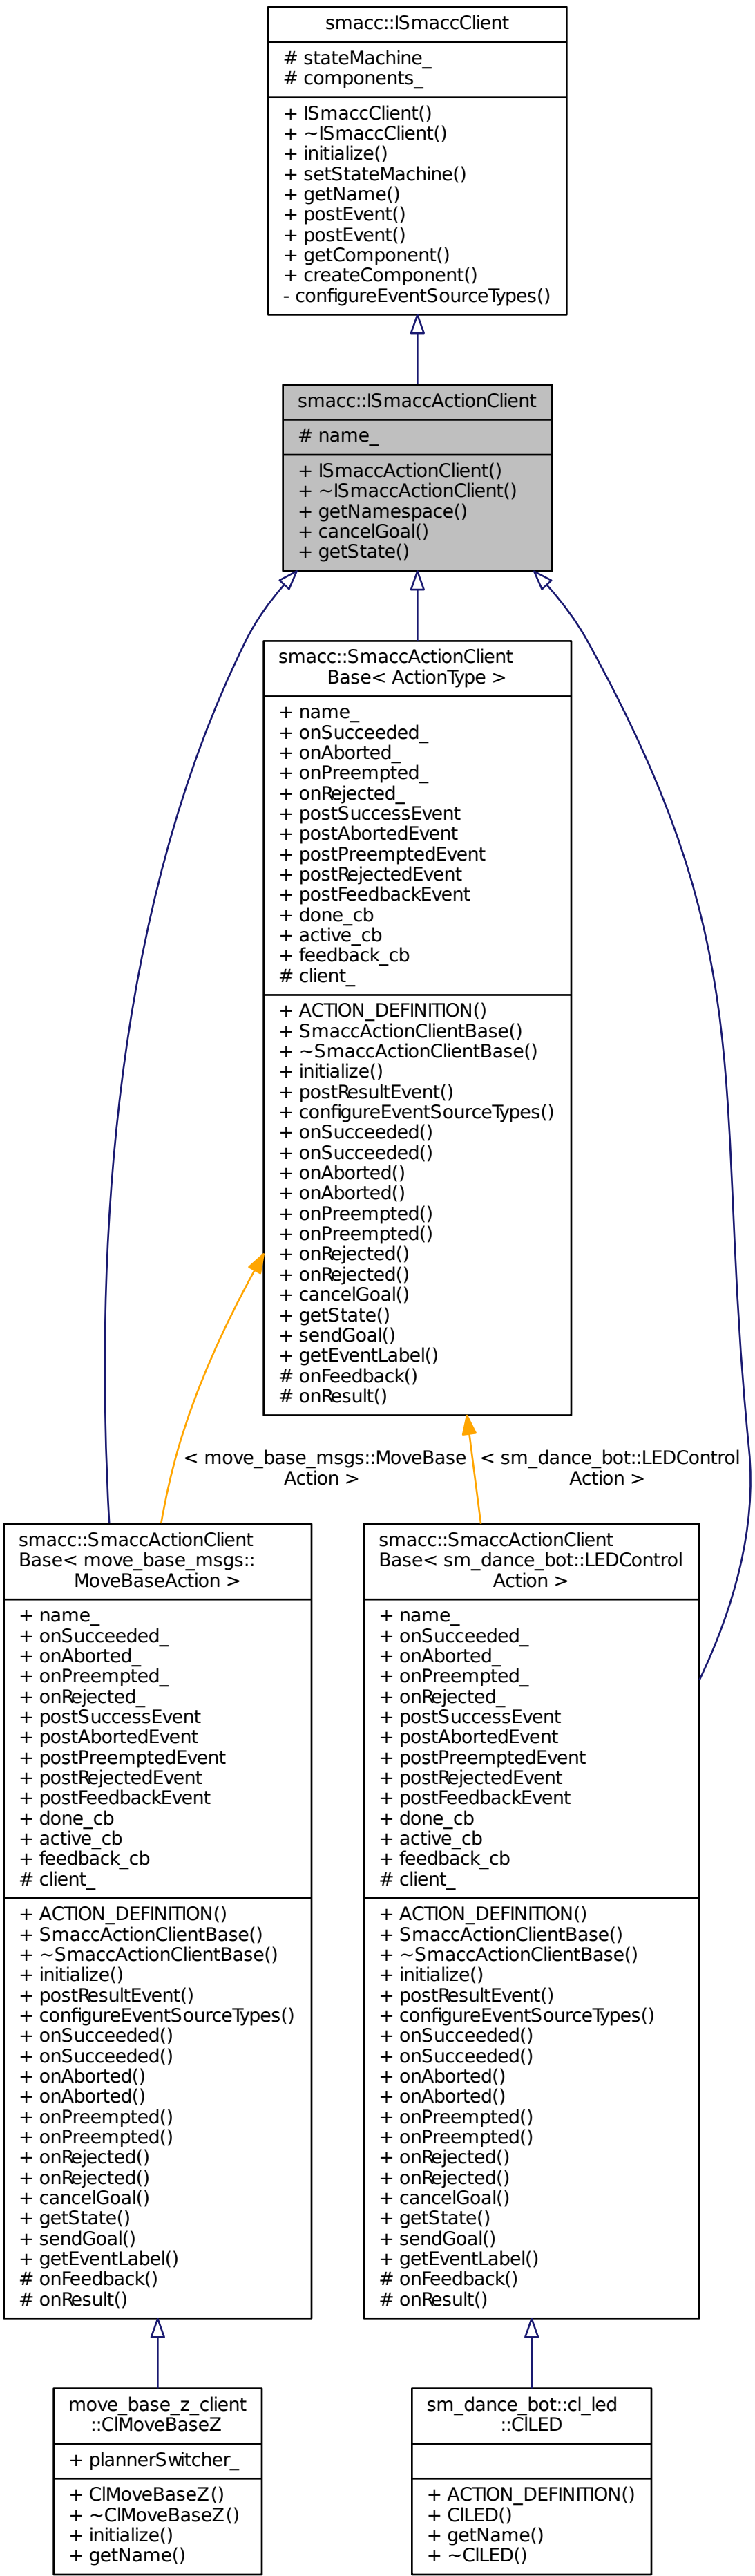 smacc::ISmaccClient
# stateMachine_
# components_
+ ISmaccClient()
+ ~ISmaccClient()
+ initialize()
+ setStateMachine()
+ getName()
+ postEvent()
+ postEvent()
+ getComponent()
+ createComponent()
- configureEventSourceTypes()
smacc::ISmaccActionClient
# name_
+ ISmaccActionClient()
+ ~ISmaccActionClient()
+ getNamespace()
+ cancelGoal()
+ getState()
smacc::SmaccActionClient
Base< ActionType >
+ name_
+ onSucceeded_
+ onAborted_
+ onPreempted_
+ onRejected_
+ postSuccessEvent
+ postAbortedEvent
+ postPreemptedEvent
+ postRejectedEvent
+ postFeedbackEvent
+ done_cb
+ active_cb
+ feedback_cb
# client_
+ ACTION_DEFINITION()
+ SmaccActionClientBase()
+ ~SmaccActionClientBase()
+ initialize()
+ postResultEvent()
+ configureEventSourceTypes()
+ onSucceeded()
+ onSucceeded()
+ onAborted()
+ onAborted()
+ onPreempted()
+ onPreempted()
+ onRejected()
+ onRejected()
+ cancelGoal()
+ getState()
+ sendGoal()
+ getEventLabel()
# onFeedback()
# onResult()
< move_base_msgs::MoveBase
Action >
< sm_dance_bot::LEDControl
Action >
smacc::SmaccActionClient
Base< move_base_msgs::
MoveBaseAction >
+ name_
+ onSucceeded_
+ onAborted_
+ onPreempted_
+ onRejected_
+ postSuccessEvent
+ postAbortedEvent
+ postPreemptedEvent
+ postRejectedEvent
+ postFeedbackEvent
+ done_cb
+ active_cb
+ feedback_cb
# client_
+ ACTION_DEFINITION()
+ SmaccActionClientBase()
+ ~SmaccActionClientBase()
+ initialize()
+ postResultEvent()
+ configureEventSourceTypes()
+ onSucceeded()
+ onSucceeded()
+ onAborted()
+ onAborted()
+ onPreempted()
+ onPreempted()
+ onRejected()
+ onRejected()
+ cancelGoal()
+ getState()
+ sendGoal()
+ getEventLabel()
# onFeedback()
# onResult()
smacc::SmaccActionClient
Base< sm_dance_bot::LEDControl
Action >
+ name_
+ onSucceeded_
+ onAborted_
+ onPreempted_
+ onRejected_
+ postSuccessEvent
+ postAbortedEvent
+ postPreemptedEvent
+ postRejectedEvent
+ postFeedbackEvent
+ done_cb
+ active_cb
+ feedback_cb
# client_
+ ACTION_DEFINITION()
+ SmaccActionClientBase()
+ ~SmaccActionClientBase()
+ initialize()
+ postResultEvent()
+ configureEventSourceTypes()
+ onSucceeded()
+ onSucceeded()
+ onAborted()
+ onAborted()
+ onPreempted()
+ onPreempted()
+ onRejected()
+ onRejected()
+ cancelGoal()
+ getState()
+ sendGoal()
+ getEventLabel()
# onFeedback()
# onResult()
move_base_z_client
::ClMoveBaseZ
+ plannerSwitcher_
+ ClMoveBaseZ()
+ ~ClMoveBaseZ()
+ initialize()
+ getName()
sm_dance_bot::cl_led
::ClLED
+ ACTION_DEFINITION()
+ ClLED()
+ getName()
+ ~ClLED()